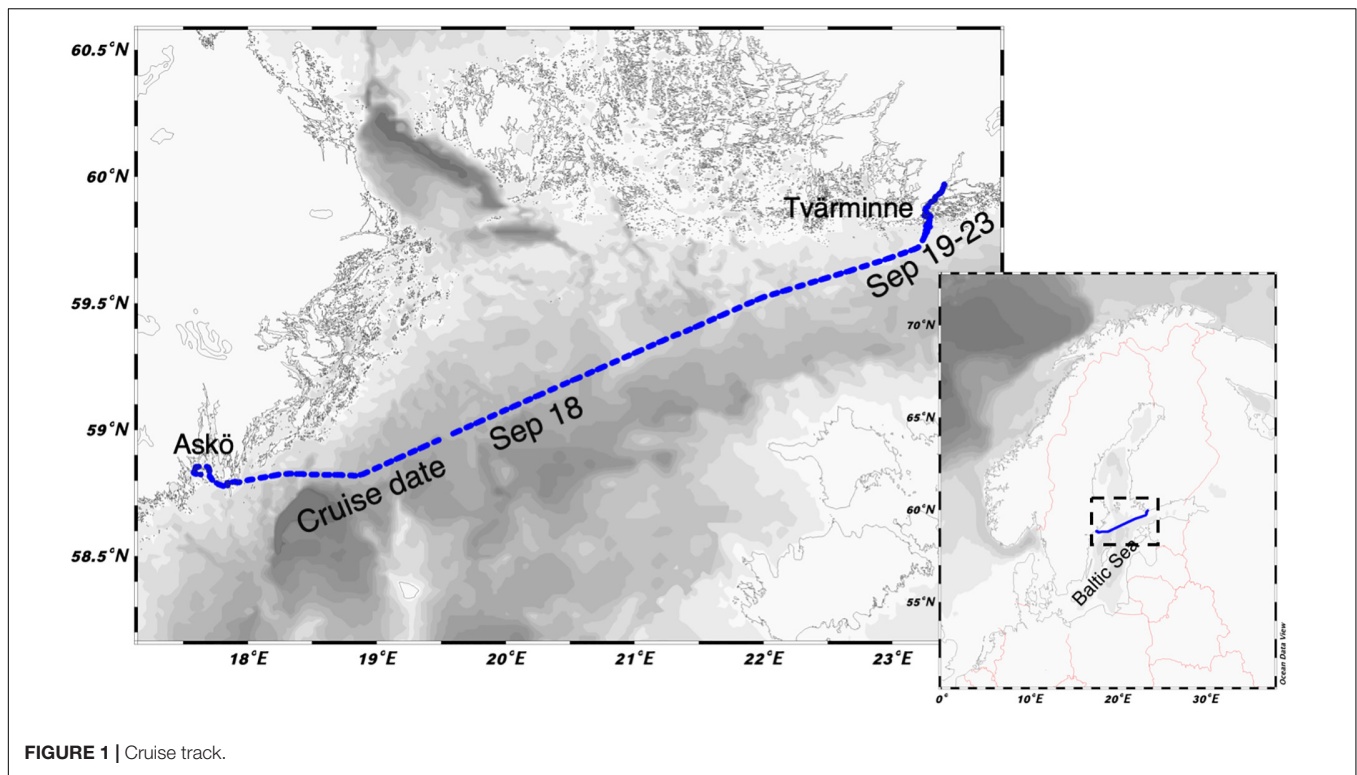 60.5°N
60°N
59.5°N
59°N
58.5°N
18°E
19°E
20°E
21°E
22°E
23°E
Tvärminne
Sep 19-23
Sep 18
Askö
Cruise date
70°N
65°N
60°N
55°N
0°
10°E
20°E
30°E
Baltic Sea
Ocean Data View
FIGURE 1 | Cruise track.